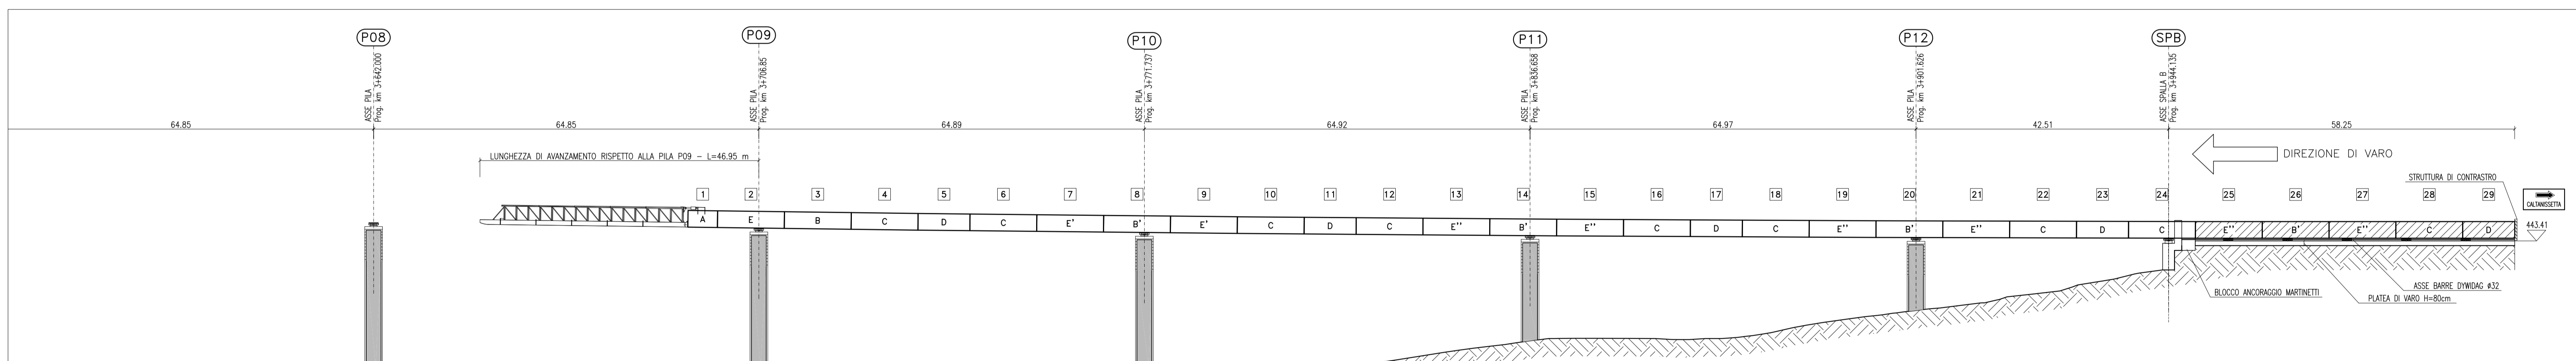 P08
P09
P10
P11
P12
SPB
ASSE PILA
Prog. km 3+642.000
ASSE PILA
Prog. km 3+706.85
ASSE PILA
Prog. km 3+771.737
ASSE PILA
Prog. km 3+836.658
ASSE PILA
Prog. km 3+901.626
ASSE SPALLA B
Prog. km 3+944.135
64.85
64.85
64.89
64.92
64.97
42.51
58.25
LUNGHEZZA DI AVANZAMENTO RISPETTO ALLA PILA P09 - L=46.95 m
DIREZIONE DI VARO
STRUTTURA DI CONTRASTRO
1 2 3 4 5 6 7 8 9 10 11 12 13 14 15 16 17 18 19 20 21 22 23 24 25 26 27 28 29
CALTANISSETTA
A E B C D C E' B' E' C D C E'' B' E'' C D C E'' B' E'' C D C E'' B' E'' C D
443.41
ASSE BARRE DYWIDAG ø32
BLOCCO ANCORAGGIO MARTINETTI
PLATEA DI VARO H=80cm